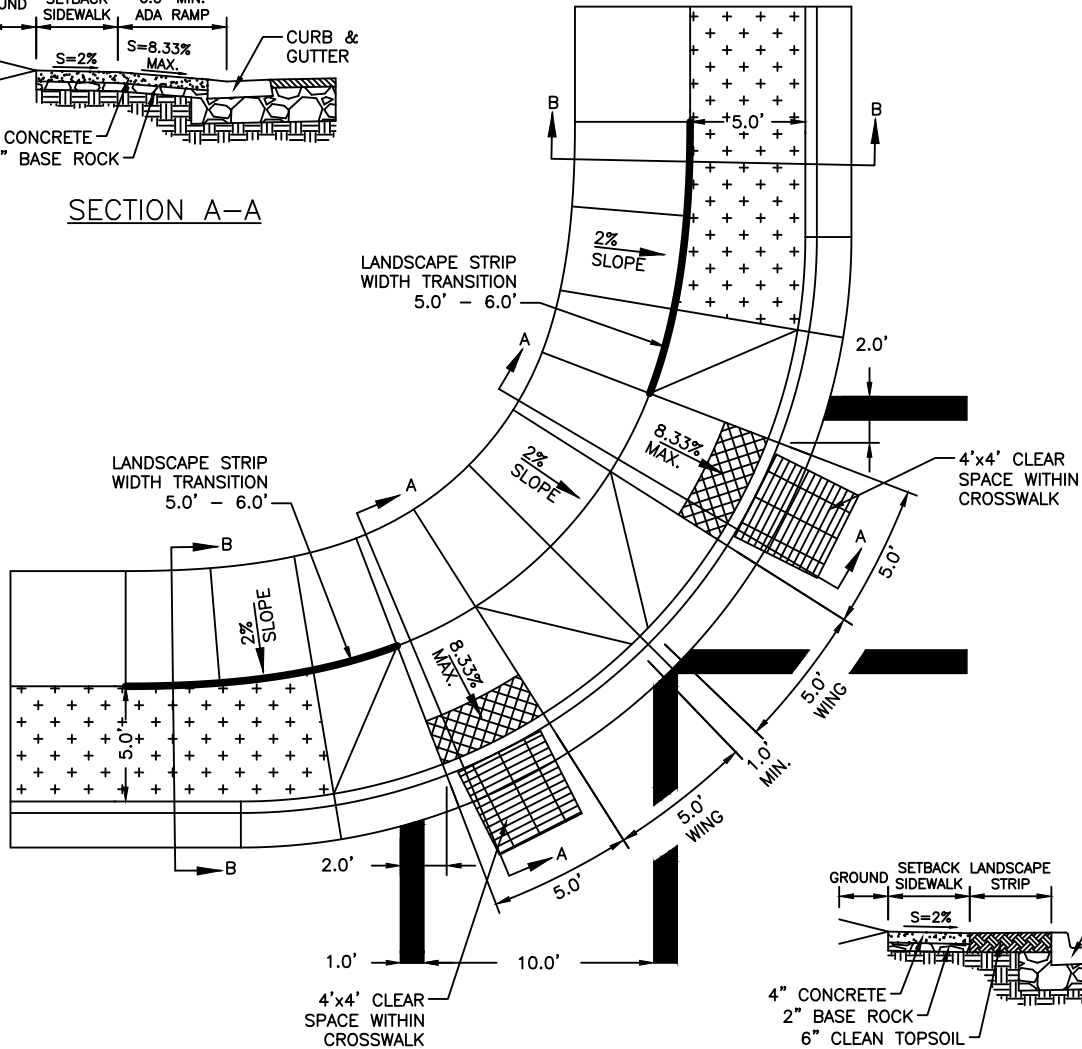 SIDEWALK
ADA RAMP
S=2%
S=8.33%
MAX.
CURB &
GUTTER
CONCRETE
" BASE ROCK
SECTION A-A
B
B
5.0'
2%
SLOPE
LANDSCAPE STRIP
WIDTH TRANSITION
5.0' - 6.0'
A
2.0'
8.33%
MAX.
4'x4' CLEAR
SPACE WITHIN
CROSSWALK
2%
SLOPE
LANDSCAPE STRIP
WIDTH TRANSITION
5.0' - 6.0'
A
A
5.0'
B
2%
SLOPE
8.33%
MAX.
5.0'
5.0'
WING
1.0'
MIN.
5.0'
WING
B
2.0'
A
5.0'
1.0'
10.0'
4'x4' CLEAR
SPACE WITHIN
CROSSWALK
GROUND
SETBACK
SIDEWALK
LANDSCAPE
STRIP
S=2%
4" CONCRETE
2" BASE ROCK
6" CLEAN TOPSOIL